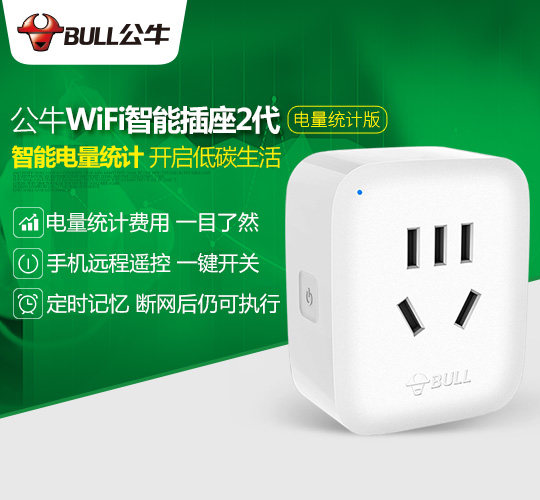 BULL公牛
公牛WiFi智能插座2代 电量统计版
智能电量统计 开启低碳生活
电量统计费用 一目了然
手机远程遥控 一键开关
定时记忆 断网后仍可执行
BULL